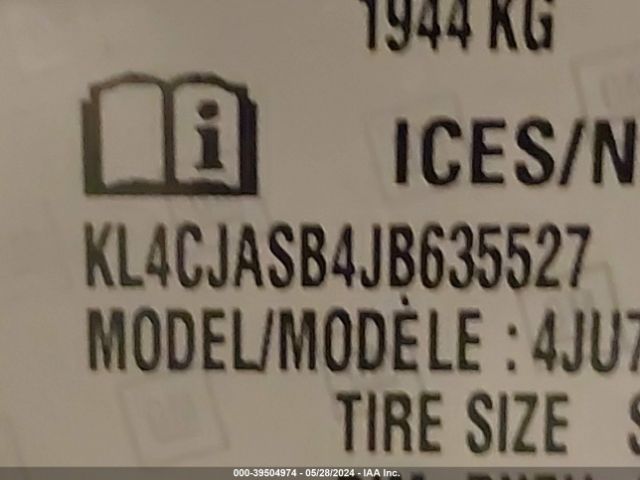 1944 KG
ICES/N
KL4CJASB4JB635527
MODEL/MODÈLE : 4JU7
TIRE SIZE S
000-39504974 - 05/28/2024 - IAA Inc.